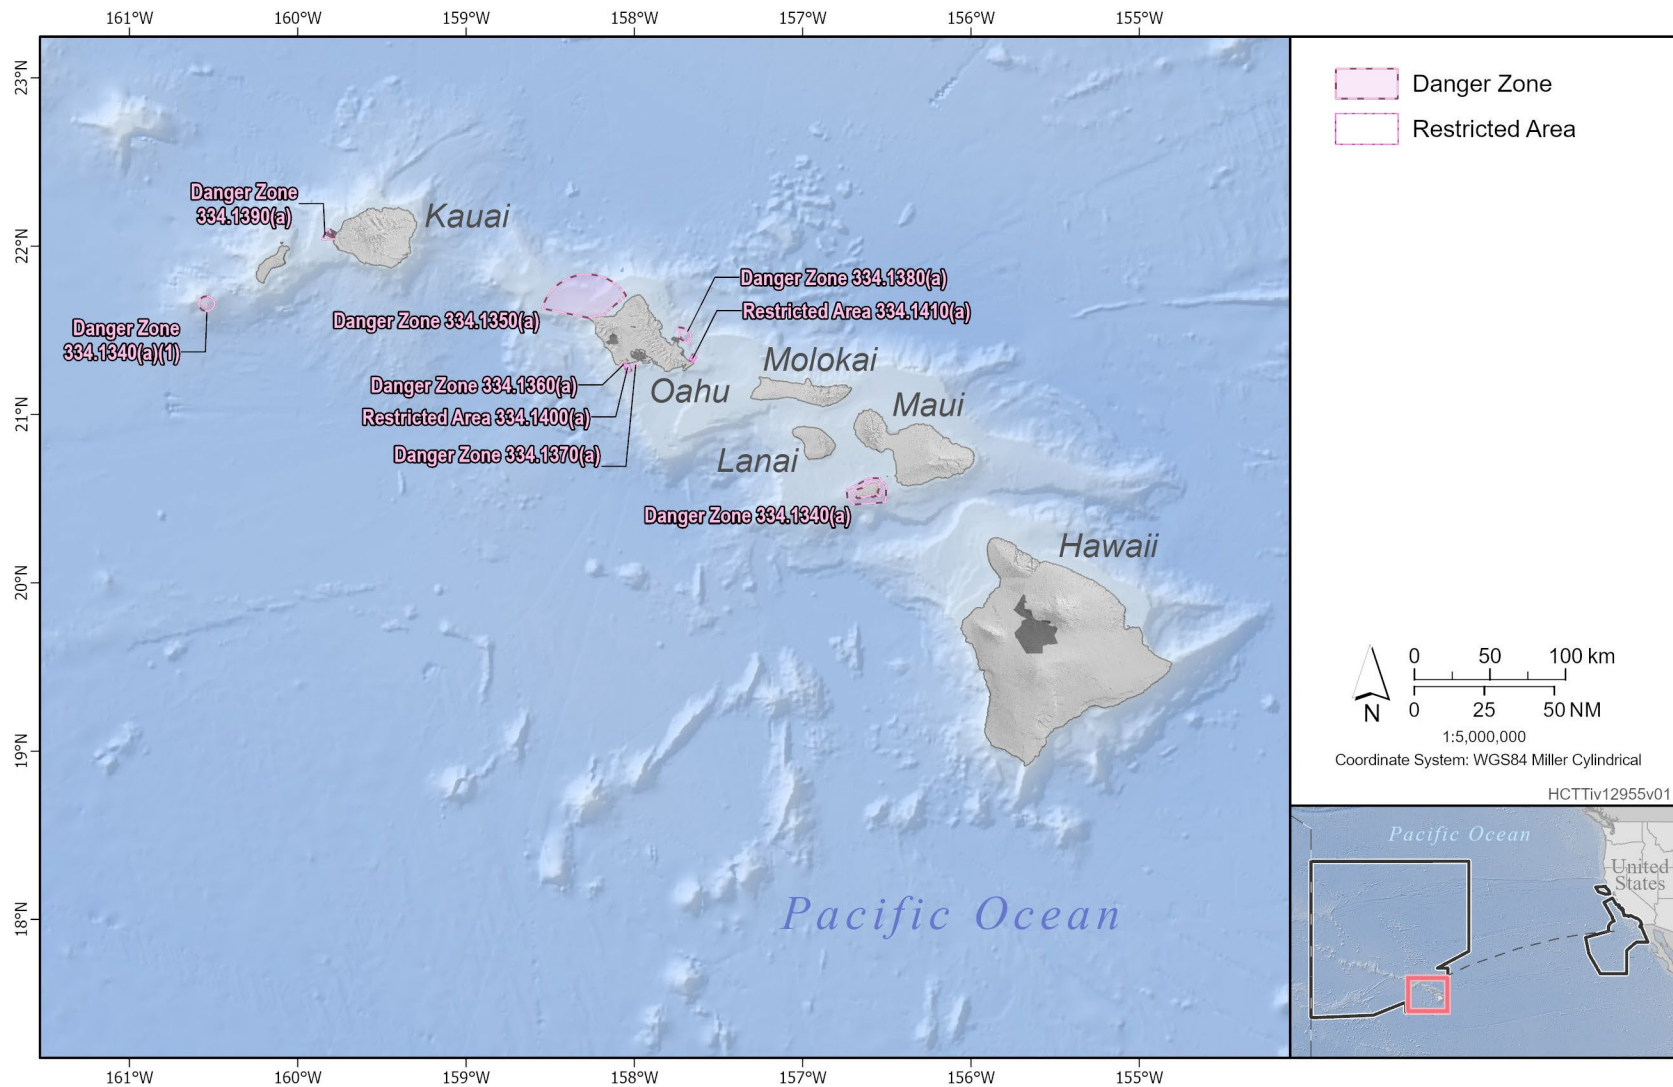 161°W 160°W 159°W 158°W 157°W 156°W 155°W
23°N
22°N
21°N
20°N
19°N
18°N
Danger Zone
334.1390(a)
Kauai
Danger Zone
334.1340(a)(1)
Danger Zone 334.1350(a)
Danger Zone 334.1380(a)
Restricted Area 334.1410(a)
Danger Zone 334.1360(a)
Restricted Area 334.1400(a)
Danger Zone 334.1370(a)
Oahu
Molokai
Maui
Lanai
Danger Zone 334.1340(a)
Hawaii
Pacific Ocean
161°W 160°W 159°W 158°W 157°W 156°W 155°W
Danger Zone
Restricted Area
N
0 50 100 km
0 25 50 NM
1:5,000,000
Coordinate System: WGS84 Miller Cylindrical
HCTTiv12955v01
Pacific Ocean
United
States